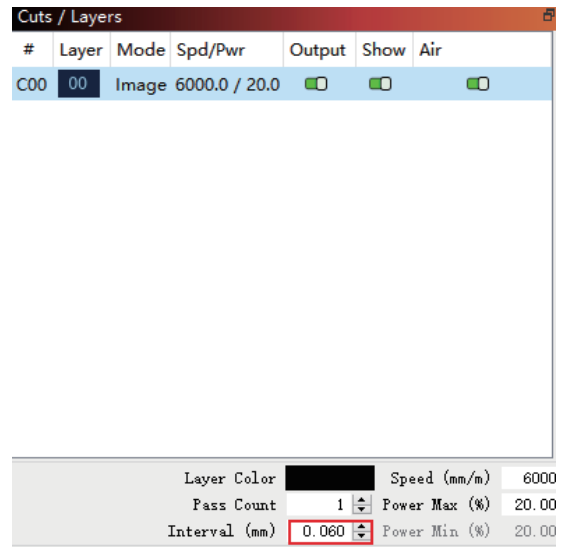 Cuts / Layers
# Layer Mode Spd/Pwr Output Show Air
C00 00 Image 6000.0 / 20.0
Layer Color Speed (mm/m) 6000
Pass Count 1 Power Max (%) 20.00
Interval (mm) 0.060 Power Min (%) 20.00